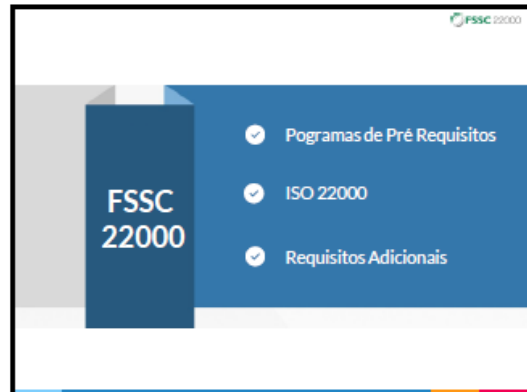 FSSC 22000
Pogramas de Pré Requisitos
FSSC
22000
ISO 22000
Requisitos Adicionais